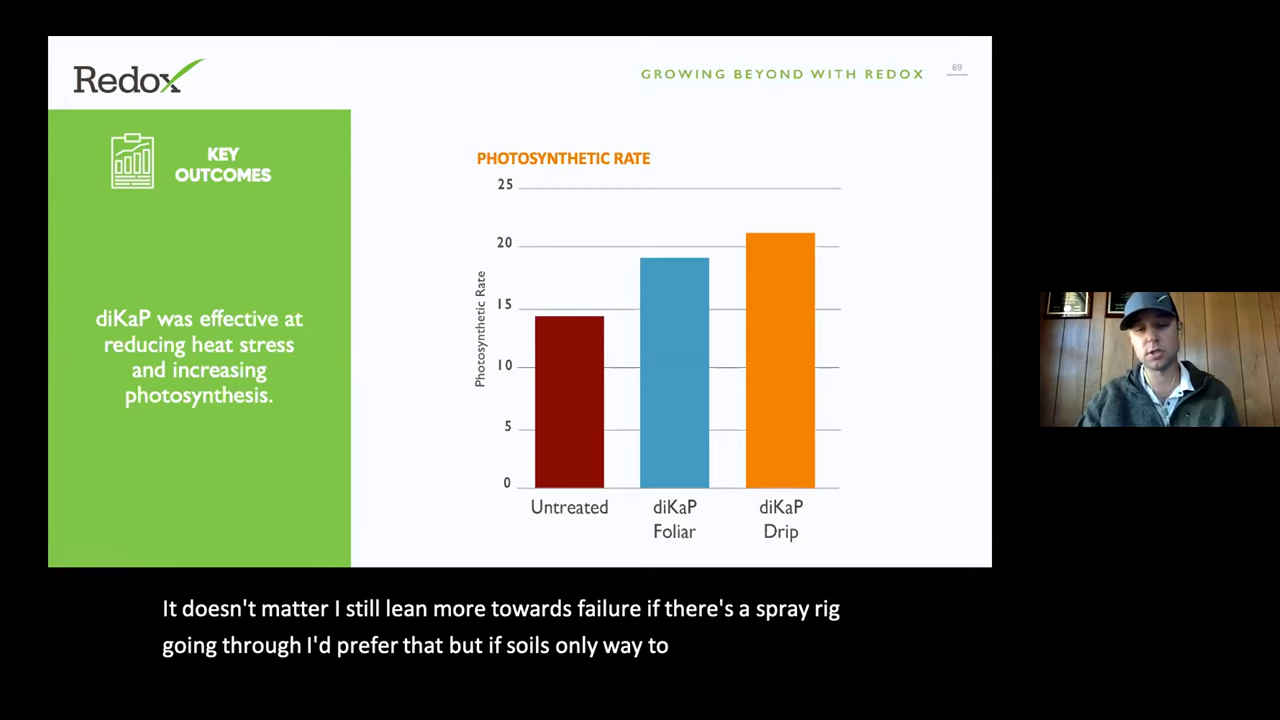 Redox
GROWING BEYOND WITH REDOX
69
KEY
OUTCOMES
diKaP was effective at
reducing heat stress
and increasing
photosynthesis.
PHOTOSYNTHETIC RATE
25
20
15
10
5
0
Photosynthetic Rate
Untreated
diKaP
Foliar
diKaP
Drip
It doesn't matter I still lean more towards failure if there's a spray rig
going through I'd prefer that but if soils only way to